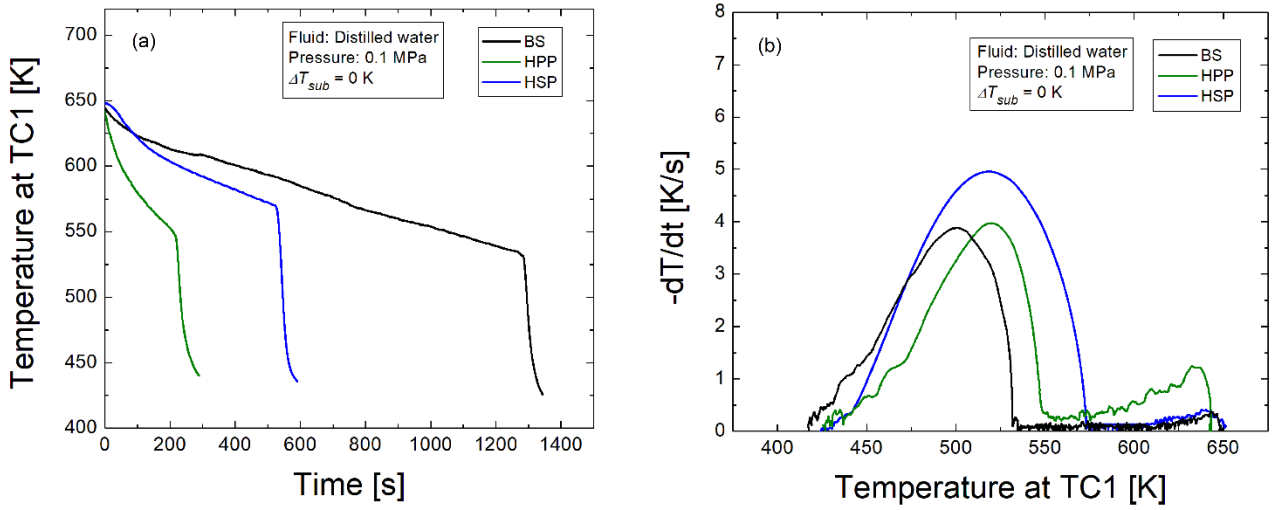 (a)
Fluid: Distilled water
Pressure: 0.1 MPa
ΔT_sub = 0 K
BS
HPP
HSP
700
650
600
550
500
450
400
Temperature at TC1 [K]
0 200 400 600 800 1000 1200 1400
Time [s]
(b)
Fluid: Distilled water
Pressure: 0.1 MPa
ΔT_sub = 0 K
BS
HPP
HSP
8
7
6
5
4
3
2
1
0
-dT/dt [K/s]
400 450 500 550 600 650
Temperature at TC1 [K]